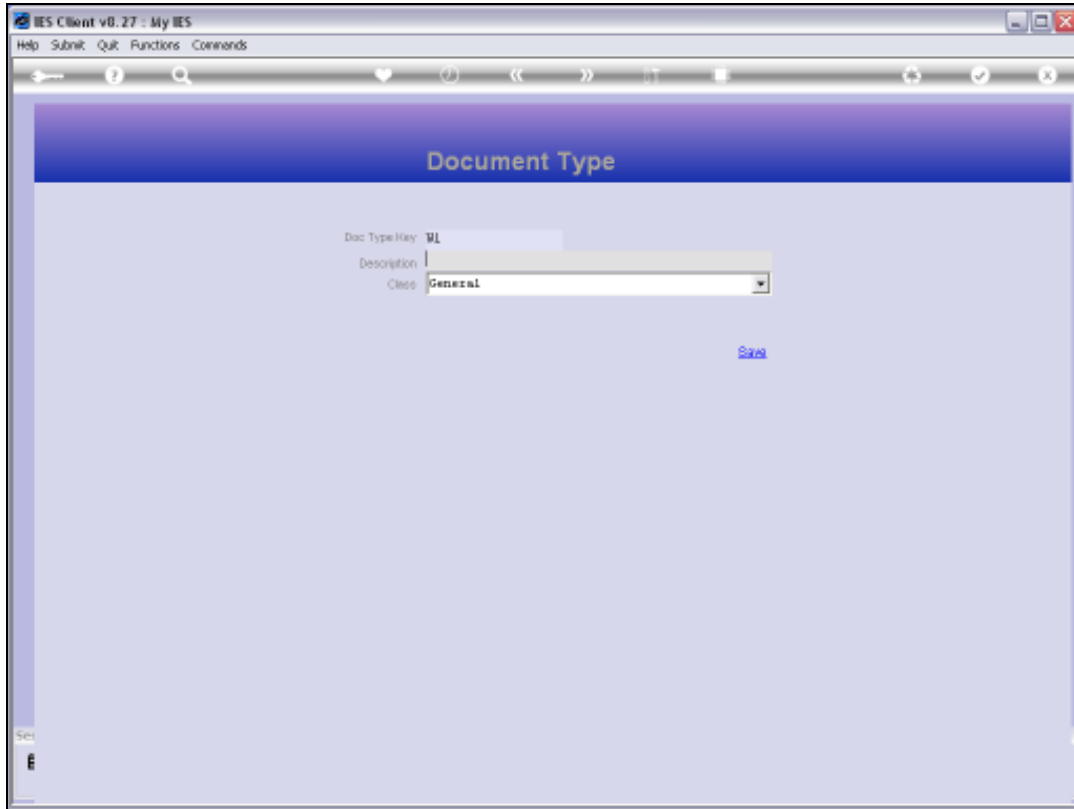 IES Client v8.27 : My IES
Help Submit Quit Functions Commands
Document Type
Doc Type Key
Description
Class General
Save